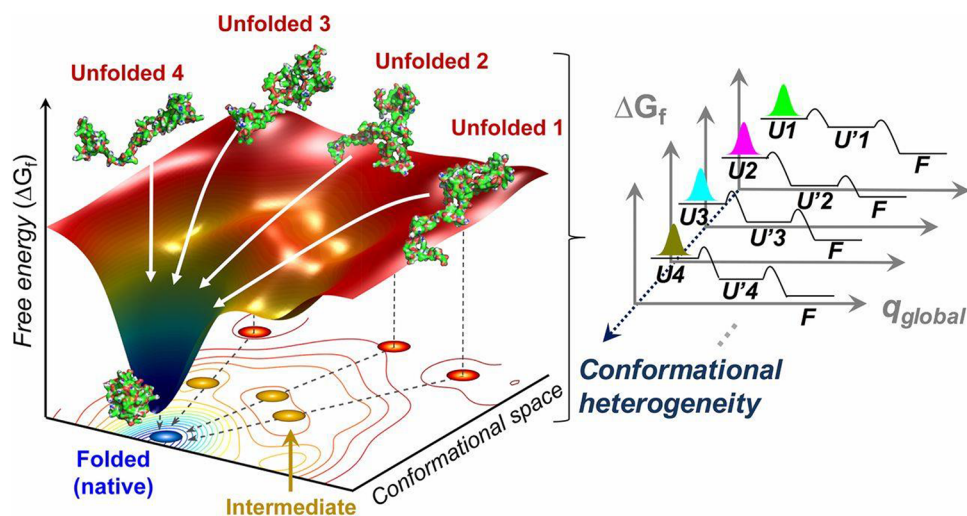 Unfolded 3
Unfolded 4
Unfolded 2
Unfolded 1
Free energy (ΔGf)
Folded
(native)
Intermediate
Conformational space
ΔGf
U1
U'1
F
U2
U'2
F
U3
U'3
F
U4
U'4
F
qglobal
Conformational
heterogeneity